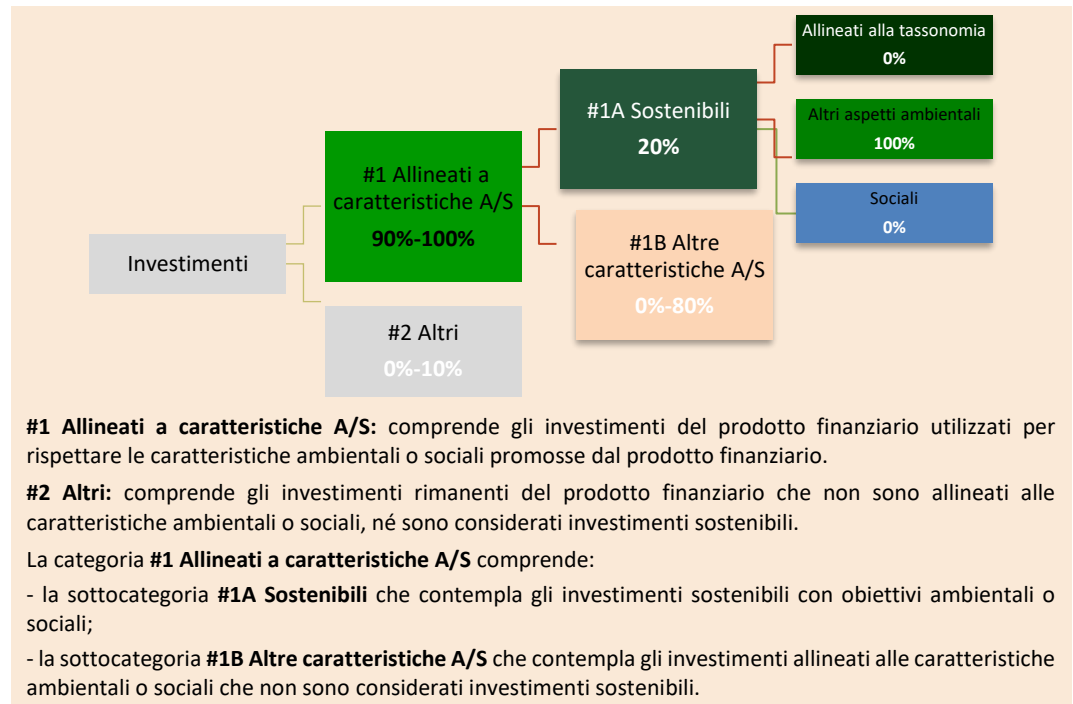 Allineati alla tassonomia
0%
#1A Sostenibili
20%
Altri aspetti ambientali
100%
#1 Allineati a
caratteristiche A/S
90%-100%
Sociali
0%
#1B Altre
caratteristiche A/S
0%-80%
Investimenti
#2 Altri
0%-10%
#1 Allineati a caratteristiche A/S: comprende gli investimenti del prodotto finanziario utilizzati per
rispettare le caratteristiche ambientali o sociali promosse dal prodotto finanziario.
#2 Altri: comprende gli investimenti rimanenti del prodotto finanziario che non sono allineati alle
caratteristiche ambientali o sociali, né sono considerati investimenti sostenibili.
La categoria #1 Allineati a caratteristiche A/S comprende:
- la sottocategoria #1A Sostenibili che contempla gli investimenti sostenibili con obiettivi ambientali o
sociali;
- la sottocategoria #1B Altre caratteristiche A/S che contempla gli investimenti allineati alle caratteristiche
ambientali o sociali che non sono considerati investimenti sostenibili.